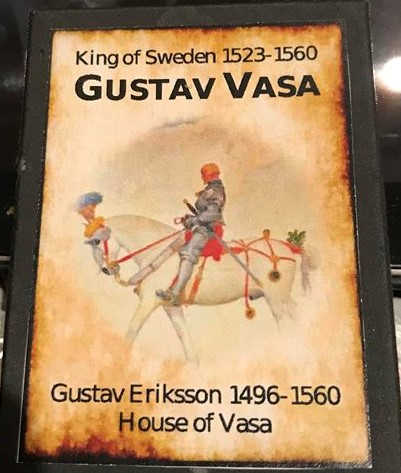 King of Sweden 1523-1560
GUSTAV VASA
Gustav Eriksson 1496-1560
House of Vasa